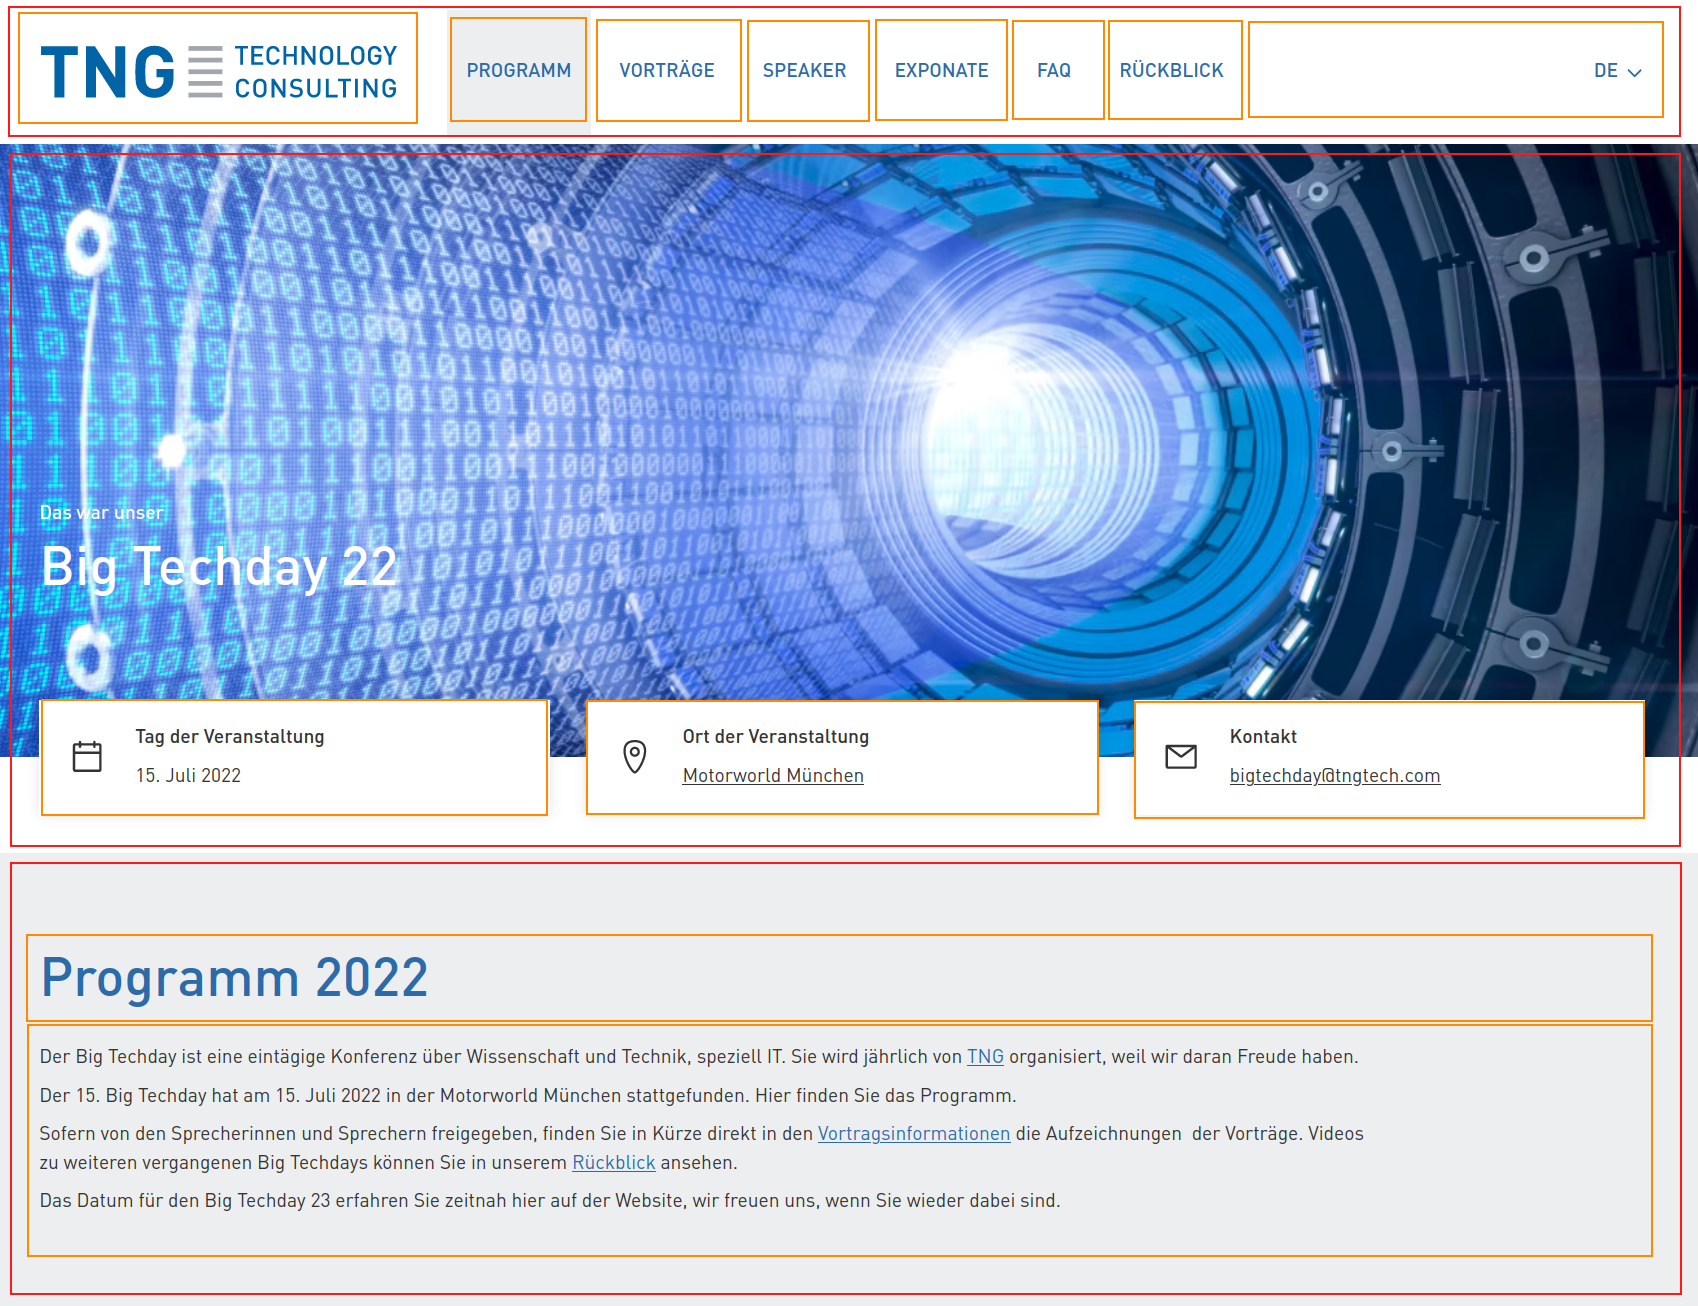 TNG TECHNOLOGY
CONSULTING
PROGRAMM VORTRÄGE SPEAKER EXPONATE FAQ RÜCKBLICK DE
Das war unser
Big Techday 22
Tag der Veranstaltung
15. Juli 2022
Ort der Veranstaltung
Motorworld München
Kontakt
bigtechday@tngtech.com
Programm 2022
Der Big Techday ist eine eintägige Konferenz über Wissenschaft und Technik, speziell IT. Sie wird jährlich von TNG organisiert, weil wir daran Freude haben.
Der 15. Big Techday hat am 15. Juli 2022 in der Motorworld München stattgefunden. Hier finden Sie das Programm.
Sofern von den Sprecherinnen und Sprechern freigegeben, finden Sie in Kürze direkt in den Vortragsinformationen die Aufzeichnungen  der Vorträge. Videos
zu weiteren vergangenen Big Techdays können Sie in unserem Rückblick ansehen.
Das Datum für den Big Techday 23 erfahren Sie zeitnah hier auf der Website, wir freuen uns, wenn Sie wieder dabei sind.